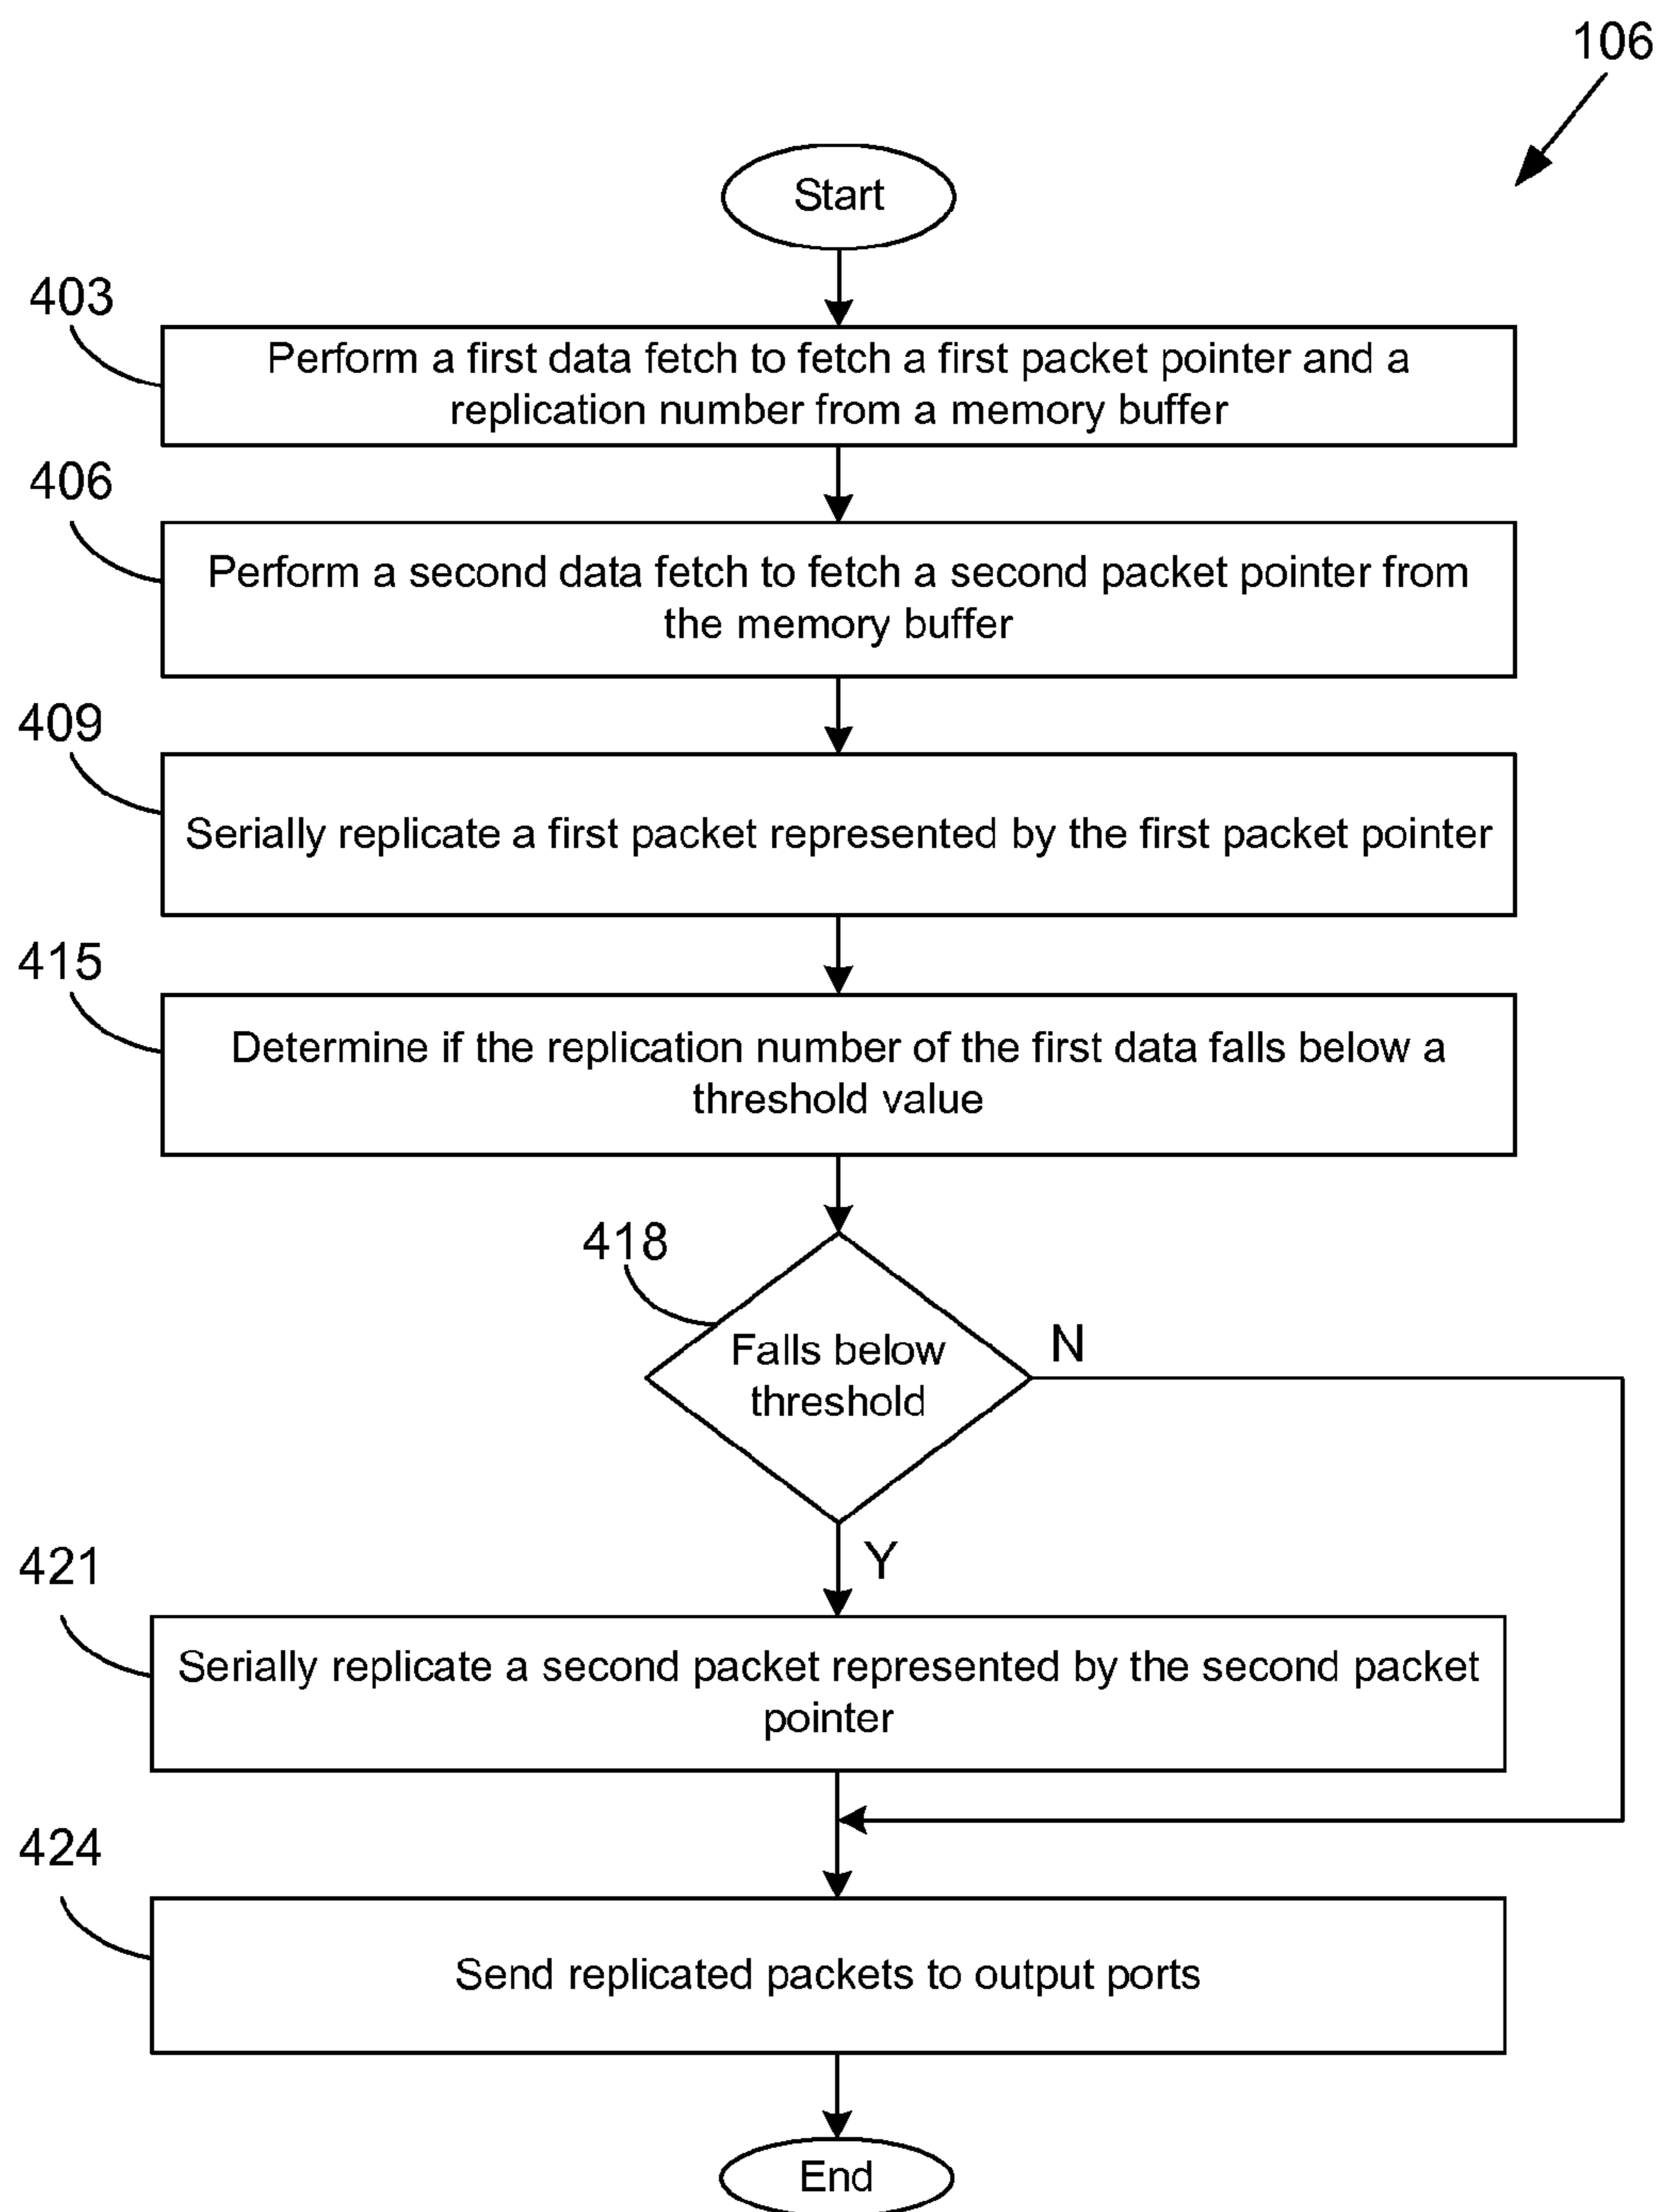 106
Start
403
Perform a first data fetch to fetch a first packet pointer and a
replication number from a memory buffer
406
Perform a second data fetch to fetch a second packet pointer from
the memory buffer
409
Serially replicate a first packet represented by the first packet pointer
415
Determine if the replication number of the first data falls below a
threshold value
418
Falls below
threshold
N
Y
421
Serially replicate a second packet represented by the second packet
pointer
424
Send replicated packets to output ports
End